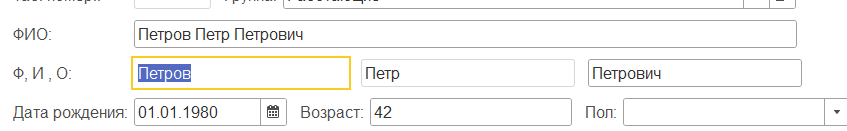 ФИО: Петров Петр Петрович
Ф, И , О: Петров Петр Петрович
Дата рождения: 01.01.1980 Возраст: 42 Пол: